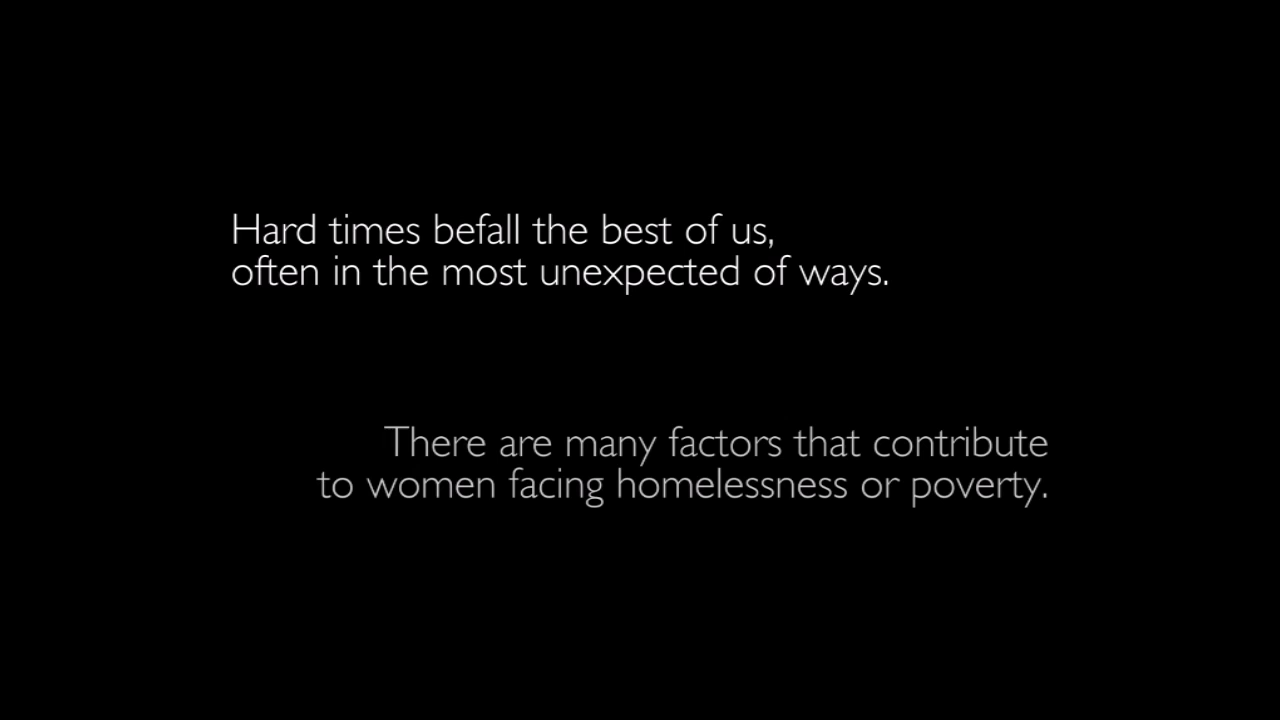 Hard times befall the best of us,
often in the most unexpected of ways.
There are many factors that contribute
to women facing homelessness or poverty.